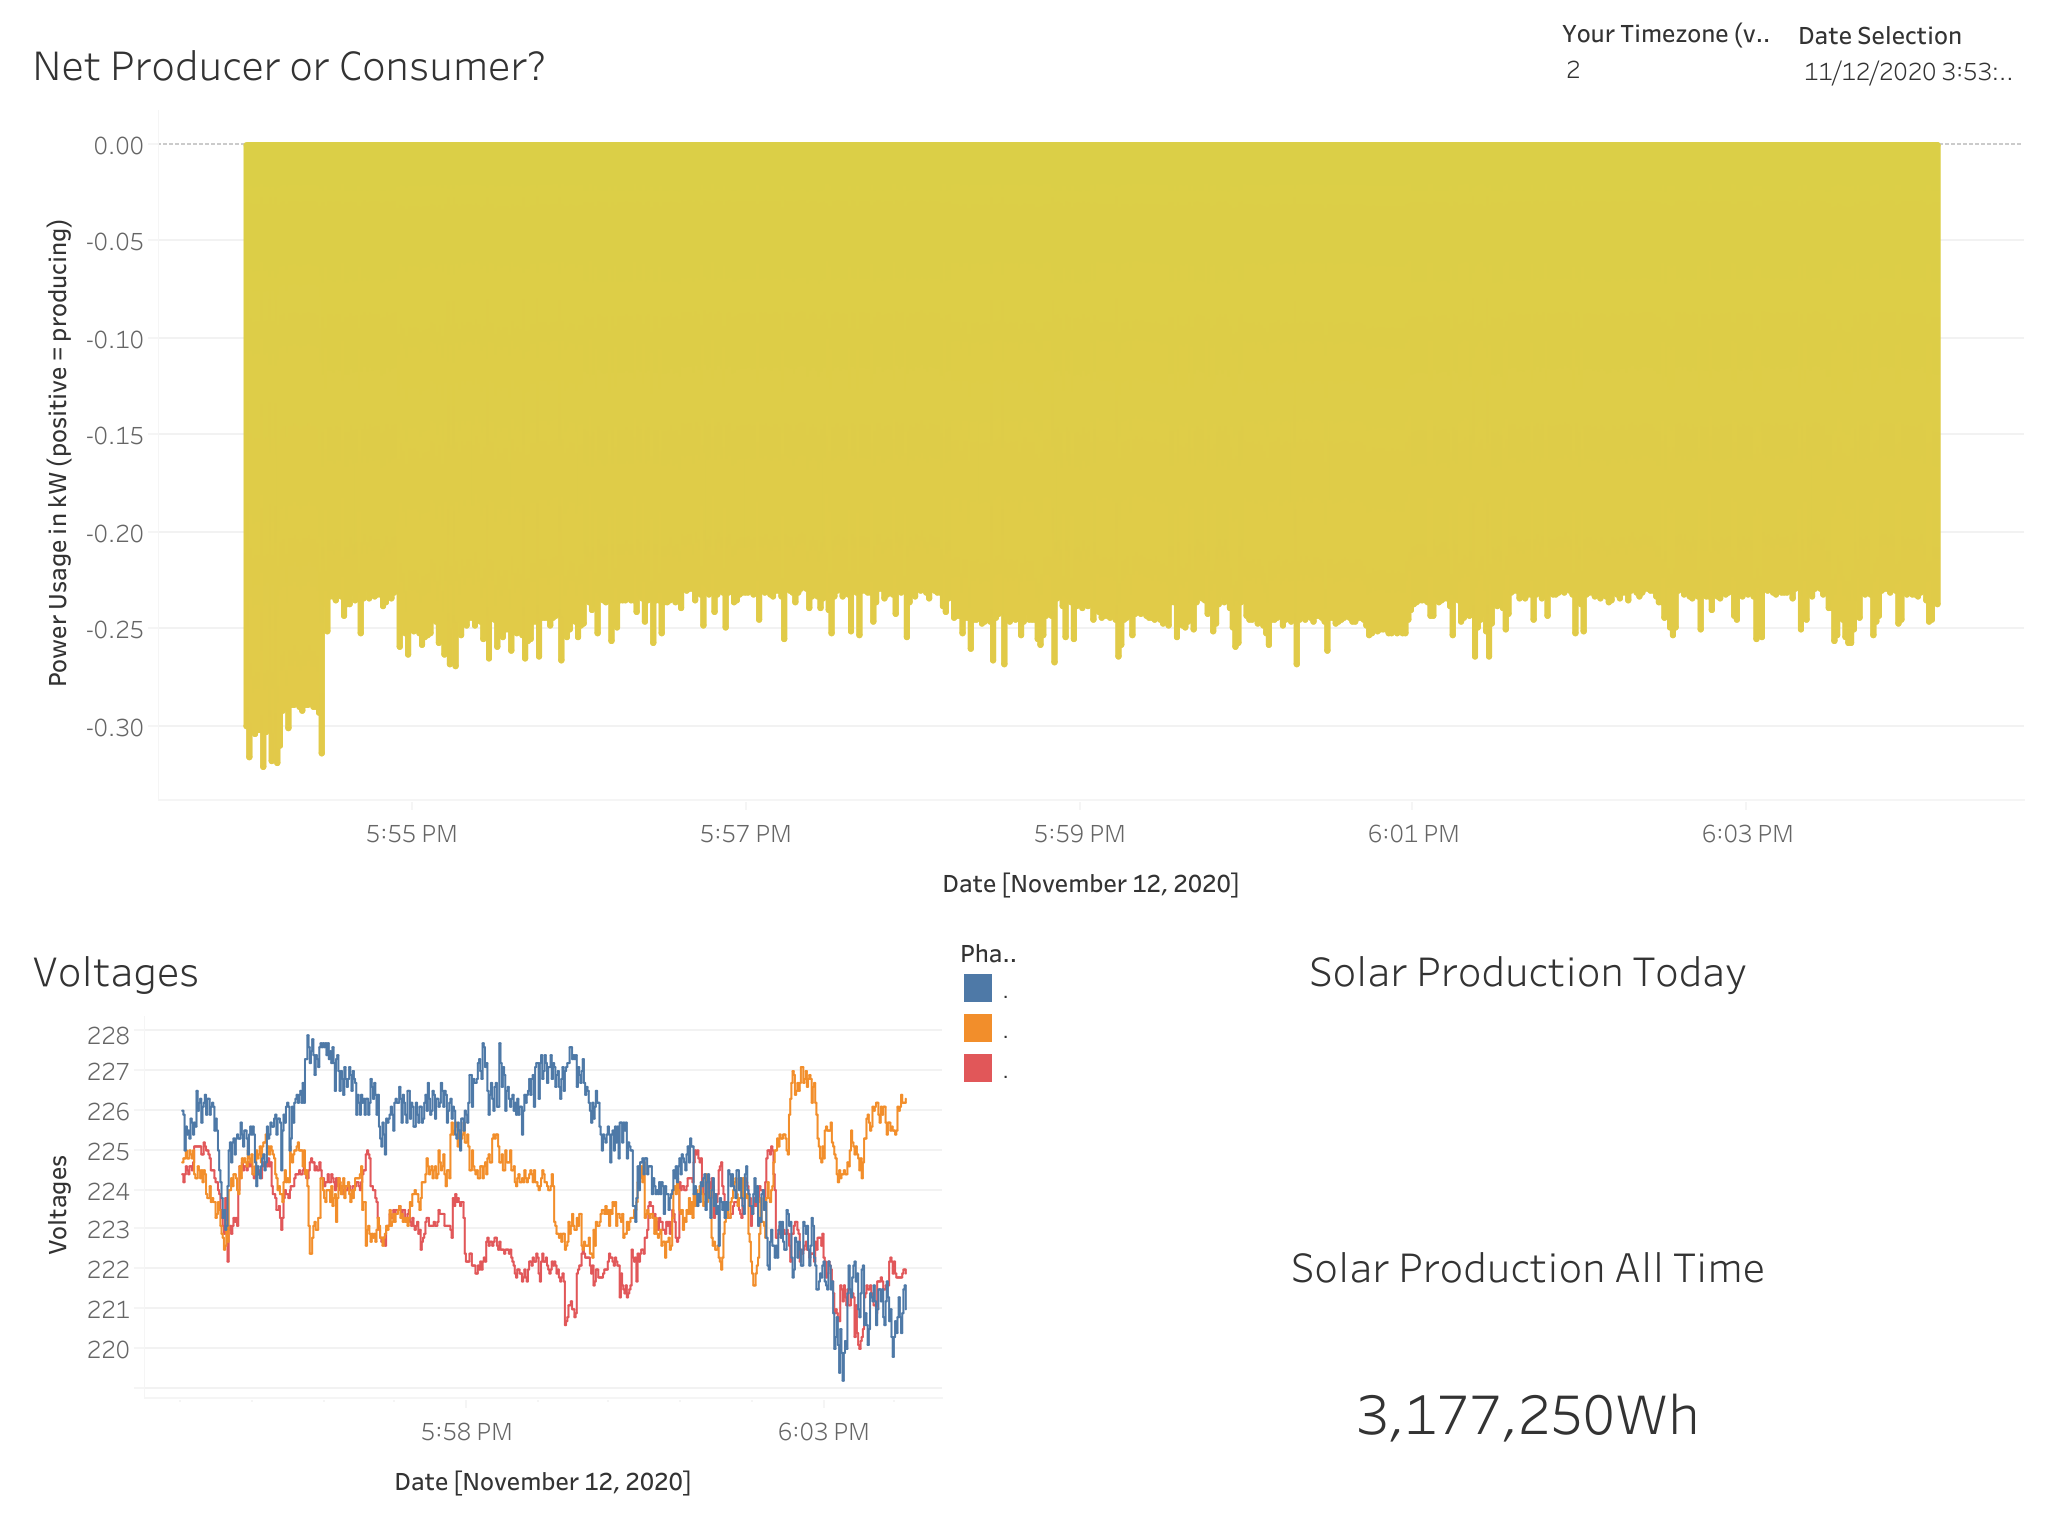 Your Timezone (v..
Date Selection
Net Producer or Consumer?
2
11/12/2020 3:53:..
0.00
-0.05
-0.10
-0.15
-0.20
-0.25
-0.30
Power Usage in kW (positive = producing)
5:55 PM
5:57 PM
5:59 PM
6:01 PM
6:03 PM
Date [November 12, 2020]
Voltages
Pha..
.
.
.
228
227
226
225
224
223
222
221
220
Voltages
5:58 PM
6:03 PM
Date [November 12, 2020]
Solar Production Today
Solar Production All Time
3,177,250Wh